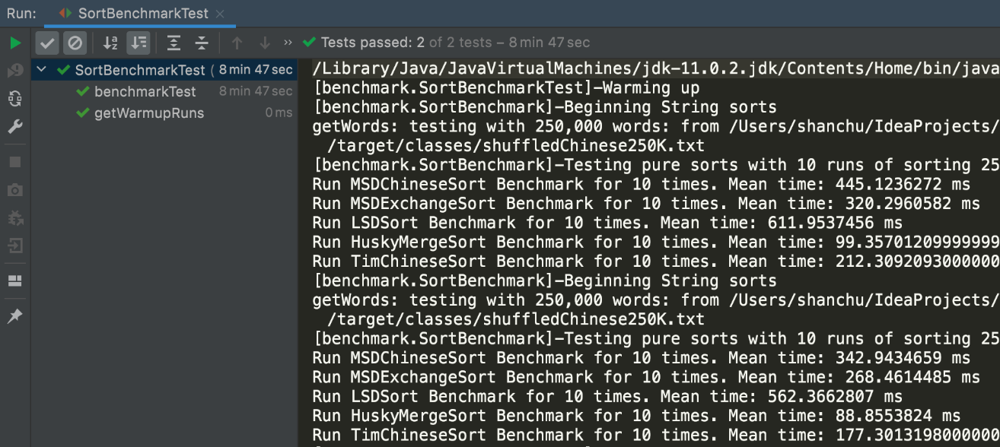 Run: SortBenchmarkTest
Tests passed: 2 of 2 tests – 8 min 47 sec
SortBenchmarkTest ( 8 min 47 sec
benchmarkTest 8 min 47 sec
getWarmupRuns 0 ms
/Library/Java/JavaVirtualMachines/jdk-11.0.2.jdk/Contents/Home/bin/java
[benchmark.SortBenchmarkTest]-Warming up
[benchmark.SortBenchmark]-Beginning String sorts
getWords: testing with 250,000 words: from /Users/shanchu/IdeaProjects/
/target/classes/shuffledChinese250K.txt
[benchmark.SortBenchmark]-Testing pure sorts with 10 runs of sorting 25
Run MSDChineseSort Benchmark for 10 times. Mean time: 445.1236272 ms
Run MSDExchangeSort Benchmark for 10 times. Mean time: 320.2960582 ms
Run LSDSort Benchmark for 10 times. Mean time: 611.9537456 ms
Run HuskyMergeSort Benchmark for 10 times. Mean time: 99.35701209999999
Run TimChineseSort Benchmark for 10 times. Mean time: 212.3092093000000
[benchmark.SortBenchmark]-Beginning String sorts
getWords: testing with 250,000 words: from /Users/shanchu/IdeaProjects/
/target/classes/shuffledChinese250K.txt
[benchmark.SortBenchmark]-Testing pure sorts with 10 runs of sorting 25
Run MSDChineseSort Benchmark for 10 times. Mean time: 342.9434659 ms
Run MSDExchangeSort Benchmark for 10 times. Mean time: 268.4614485 ms
Run LSDSort Benchmark for 10 times. Mean time: 562.3662807 ms
Run HuskyMergeSort Benchmark for 10 times. Mean time: 88.8553824 ms
Run TimChineseSort Benchmark for 10 times. Mean time: 177.3013198000000